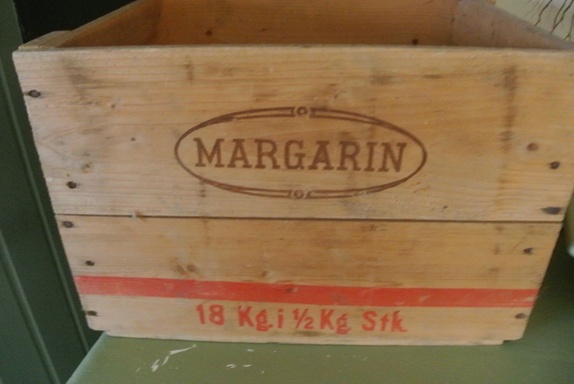 MARGARIN
18 Kg. i ½ Kg Stk.